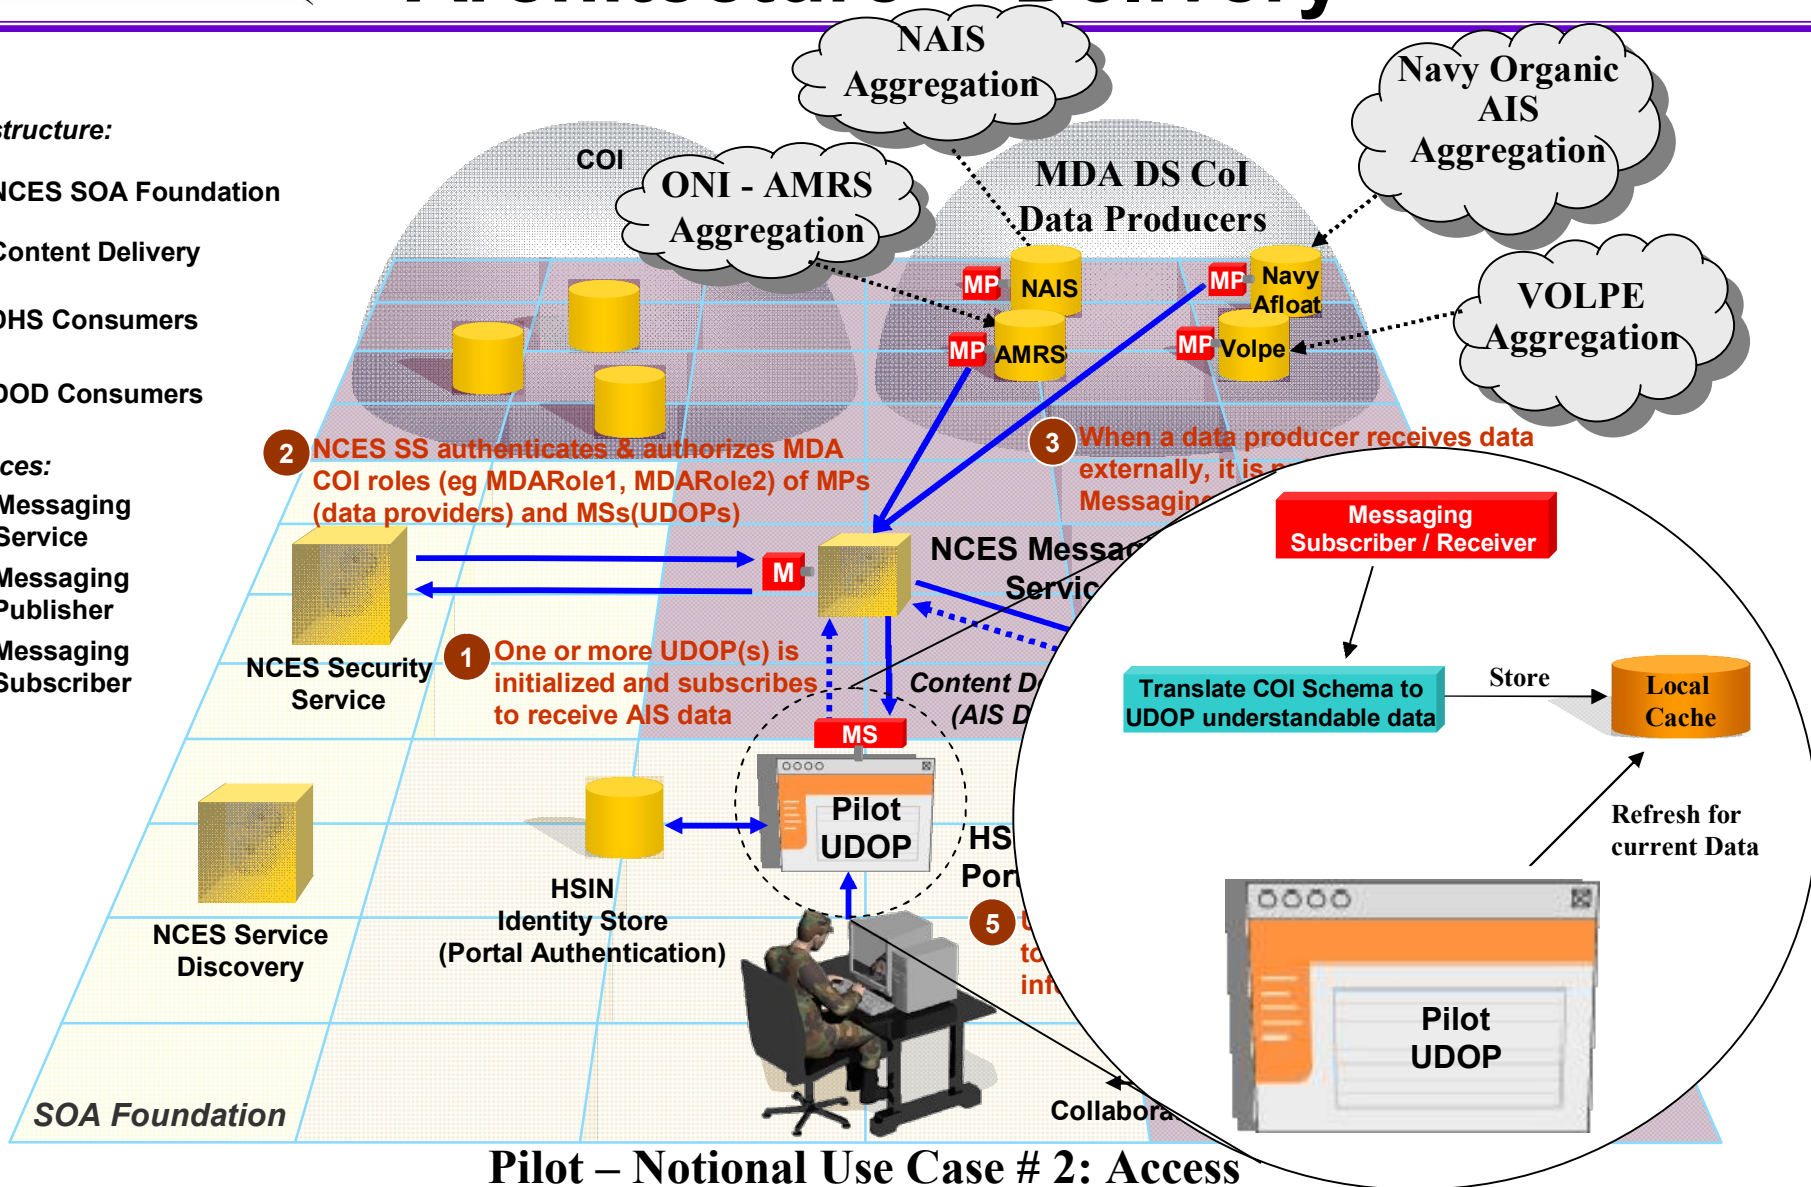 Architecture - Delivery
NAIS
Aggregation
Navy Organic
AIS
Aggregation
structure:
COI
ONI - AMRS
Aggregation
MDA DS CoI
Data Producers
NCES SOA Foundation
Content Delivery
DHS Consumers
DOD Consumers
MP
NAIS
MP
Navy
Afloat
MP
AMRS
MP
Volpe
VOLPE
Aggregation
2
NCES SS authenticates & authorizes MDA
COI roles (eg MDARole1, MDARole2) of MPs
(data providers) and MSs(UDOPs)
3
When a data producer receives data
externally, it is
Messaging
ces:
Messaging
Service
Messaging
Publisher
Messaging
Subscriber
M
NCES Messag
Servic
NCES Security
Service
1
One or more UDOP(s) is
initialized and subscribes
to receive AIS data
Content De
(AIS D
MS
Pilot
UDOP
HS
Port
HSIN
Identity Store
(Portal Authentication)
NCES Service
Discovery
5
to
info
Collabora
SOA Foundation
Messaging
Subscriber / Receiver
Translate COI Schema to
UDOP understandable data
Store
Local
Cache
Refresh for
current Data
Pilot
UDOP
Pilot – Notional Use Case # 2: Access